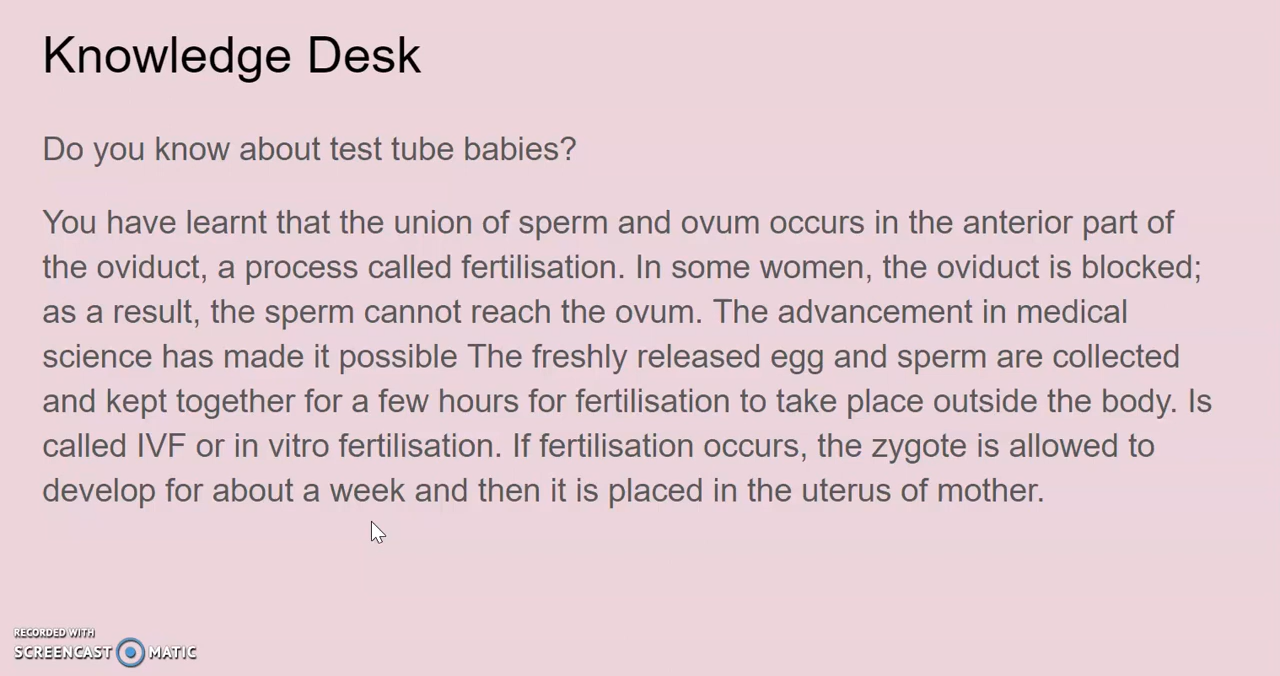 Knowledge Desk
Do you know about test tube babies?
You have learnt that the union of sperm and ovum occurs in the anterior part of
the oviduct, a process called fertilisation. In some women, the oviduct is blocked;
as a result, the sperm cannot reach the ovum. The advancement in medical
science has made it possible The freshly released egg and sperm are collected
and kept together for a few hours for fertilisation to take place outside the body. Is
called IVF or in vitro fertilisation. If fertilisation occurs, the zygote is allowed to
develop for about a week and then it is placed in the uterus of mother.
RECORDED WITH
SCREENCAST MATIC